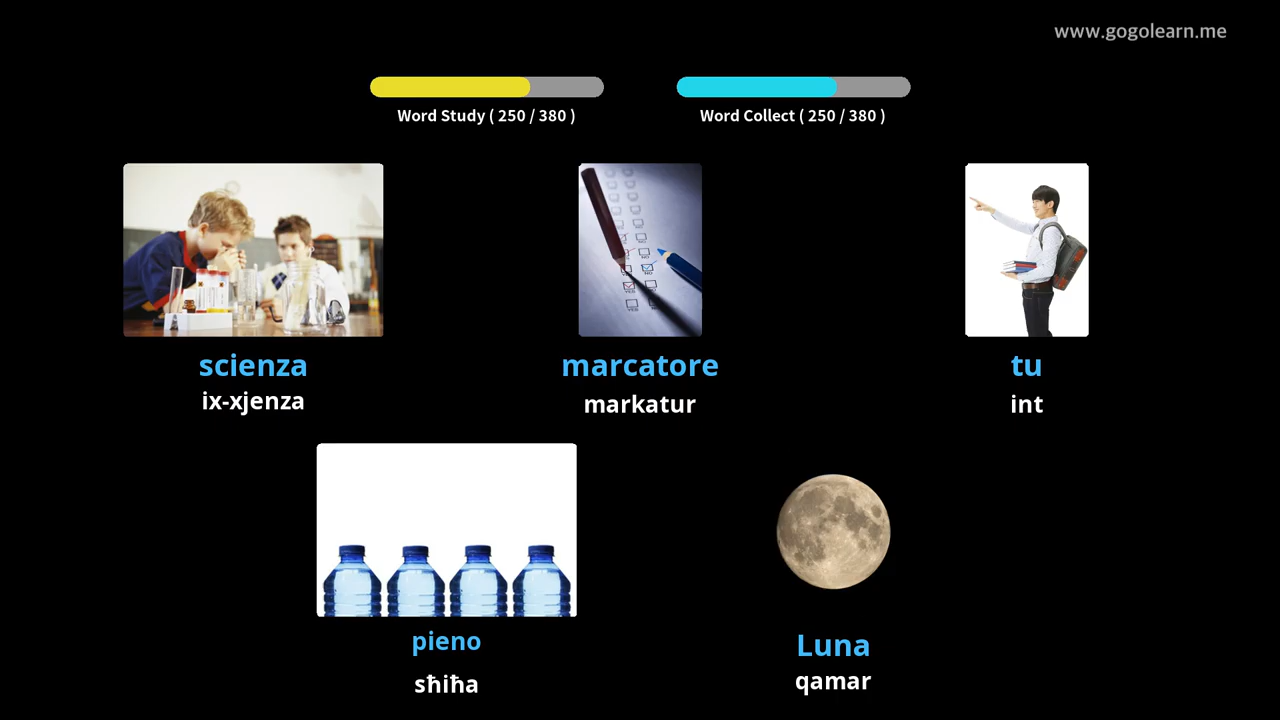 www.gogolearn.me
Word Study ( 250 / 380 )
Word Collect ( 250 / 380 )
scienza
ix-xjenza
marcatore
markatur
tu
int
pieno
sħiħa
Luna
qamar